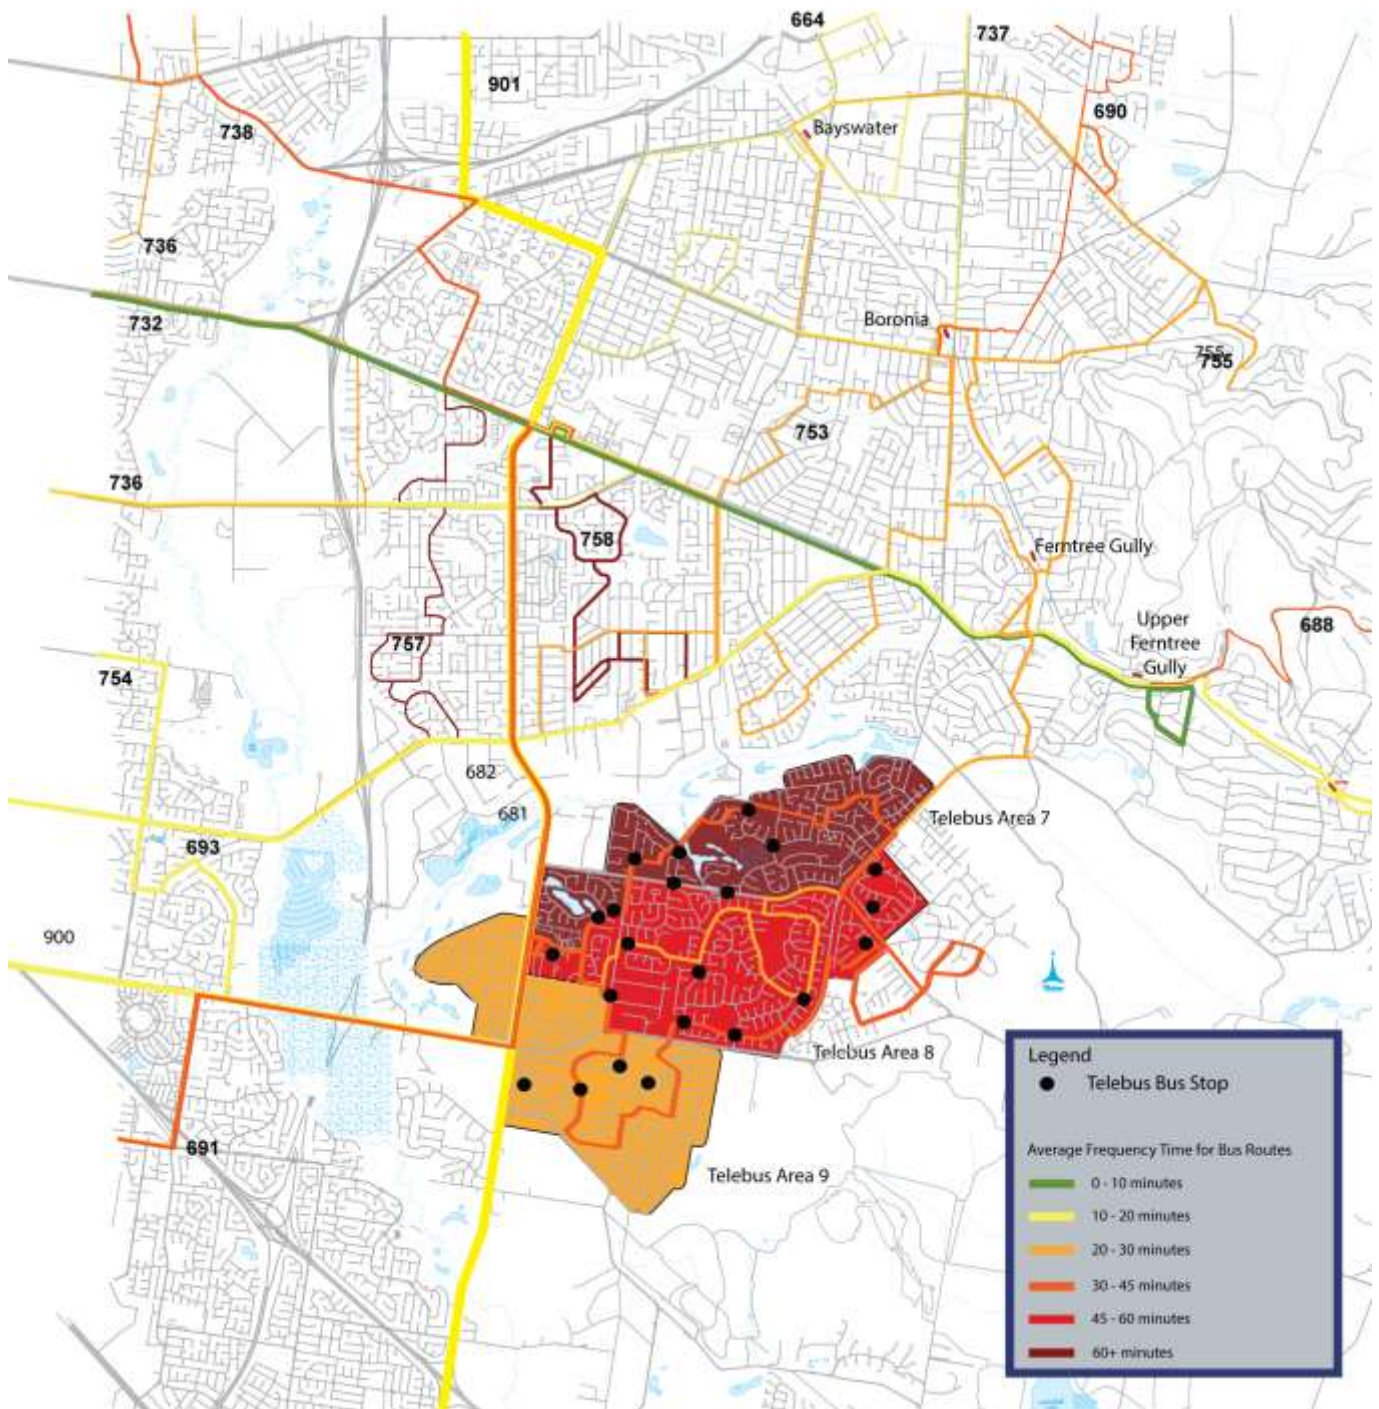 664
737
901
690
738
Bayswater
736
732
Boronia
755
755
753
736
758
Ferntree Gully
Upper
Ferntree
Gully
688
757
754
682
681
Telebus Area 7
693
900
Legend
Telebus Area 8
Telebus Bus Stop
691
Average Frequency Time for Bus Routes
Telebus Area 9
0 - 10 minutes
10 - 20 minutes
20 - 30 minutes
30 - 45 minutes
45 - 60 minutes
60+ minutes